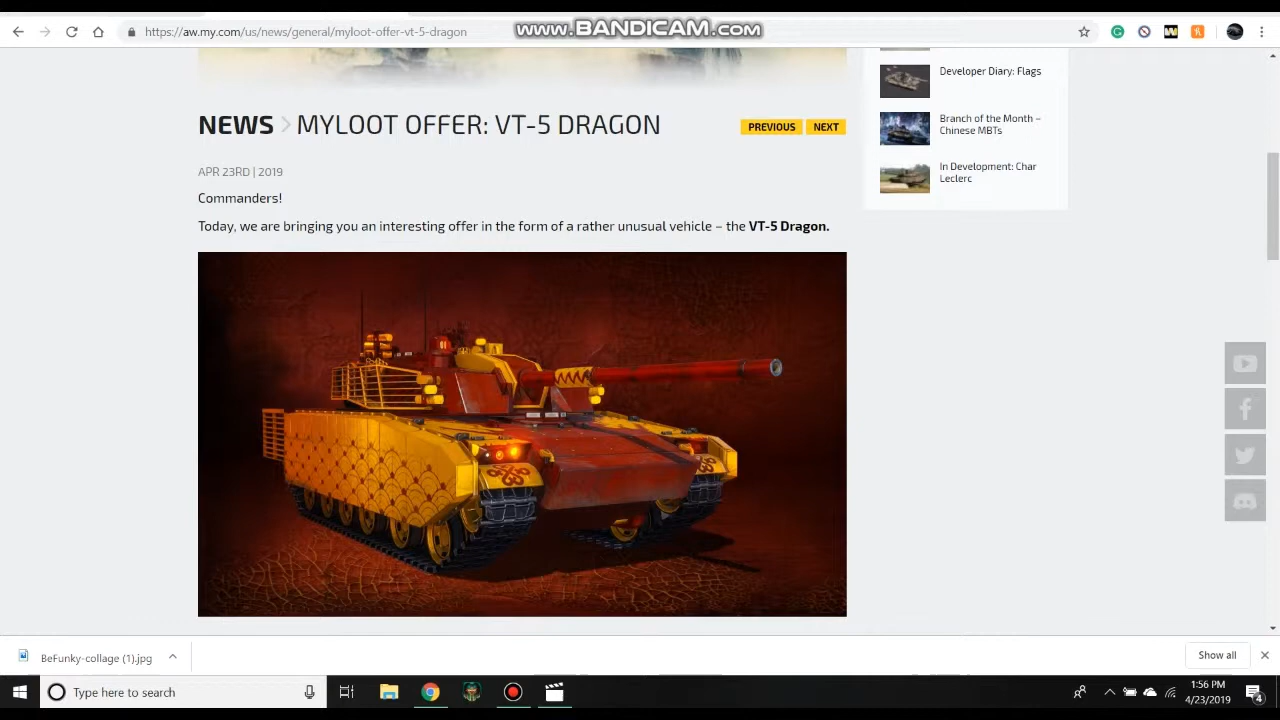 www.BANDICAM.com
https://aw.my.com/us/news/general/myloot-offer-vt-5-dragon
Developer Diary: Flags
Branch of the Month –
Chinese MBTs
In Development: Char
Leclerc
NEWS MYLOOT OFFER: VT-5 DRAGON
PREVIOUS NEXT
APR 23RD | 2019
Commanders!
Today, we are bringing you an interesting offer in the form of a rather unusual vehicle – the VT-5 Dragon.
BeFunky-collage (1).jpg
Show all
Type here to search
1:56 PM
4/23/2019
4